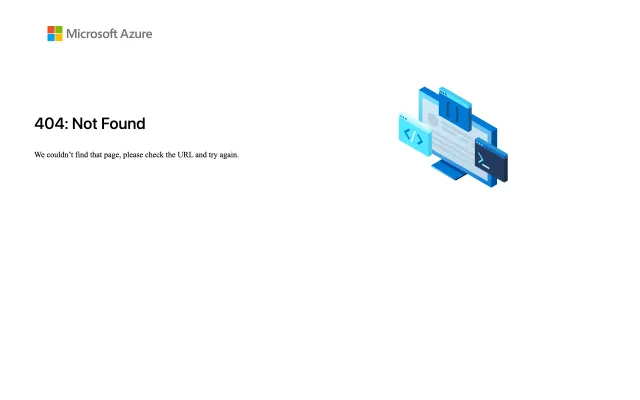 Microsoft Azure
404: Not Found
We couldn't find that page, please check the URL and try again.